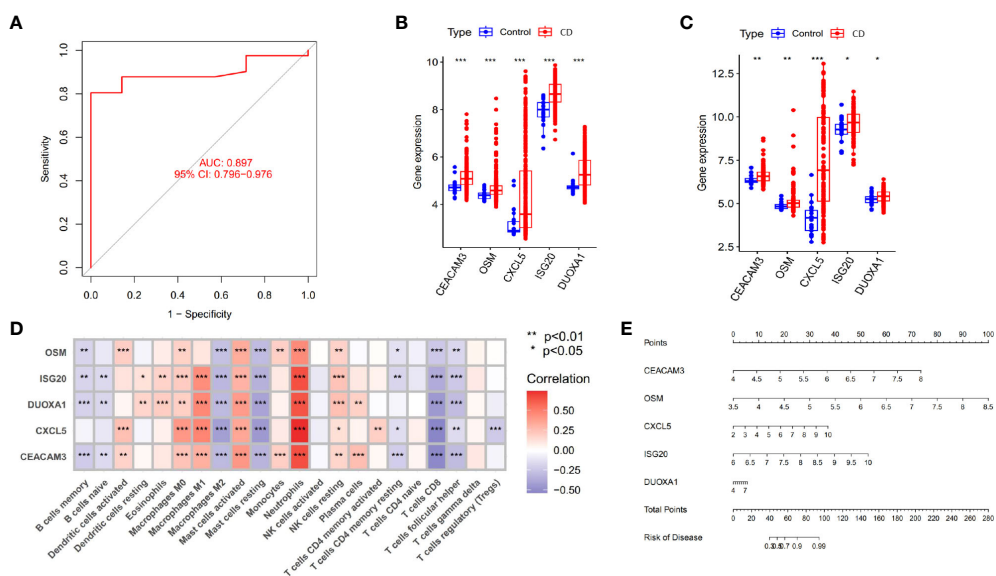 A
Sensitivity
0.0 0.2 0.4 0.6 0.8 1.0
AUC: 0.897
95% CI: 0.796-0.976
0.0 0.2 0.4 0.6 0.8 1.0
1 - Specificity
B
Type Control CD
*** *** *** *** ***
Gene expression
10
8
6
4
CEACAM3 OSM CXCL5 ISG20 DUOXA1
C
Type Control CD
** ** *** * *
Gene expression
12.5
10.0
7.5
5.0
2.5
CEACAM3 OSM CXCL5 ISG20 DUOXA1
D
OSM ** *** ** *** *** *** ** *** ** * *** **
ISG20 ** ** * ** *** *** *** *** *** *** *** ** *** ***
DUOXA1 *** ** ** *** ** *** *** *** *** *** *** ** *** ***
CXCL5 *** *** *** *** *** *** *** * ** * *** ** ***
CEACAM3 *** ** ** *** *** *** *** *** *** *** ** *** *** *** ***
B cells memory
B cells naive
Dendritic cells activated
Dendritic cells resting
Eosinophils
Macrophages M0
Macrophages M1
Macrophages M2
Mast cells activated
Mast cells resting
Monocytes
Neutrophils
NK cells activated
NK cells resting
Plasma cells
T cells CD4 memory activated
T cells CD4 memory resting
T cells CD4 naive
T cells CD8
T cells follicular helper
T cells gamma delta
T cells regulatory (Tregs)
** p<0.01
* p<0.05
Correlation
0.50
0.25
0.00
−0.25
−0.50
E
Points
0 10 20 30 40 50 60 70 80 90 100
CEACAM3
4 4.5 5 5.5 6 6.5 7 7.5 8
OSM
3.5 4 4.5 5 5.5 6 6.5 7 7.5 8 8.5
CXCL5
2 3 4 5 6 7 8 9 10
ISG20
6 6.5 7 7.5 8 8.5 9 9.5 10
DUOXA1
4 7
Total Points
0 20 40 60 80 100 120 140 160 180 200 220 240 260 280
Risk of Disease
0.3 0.5 0.7 0.9 0.99